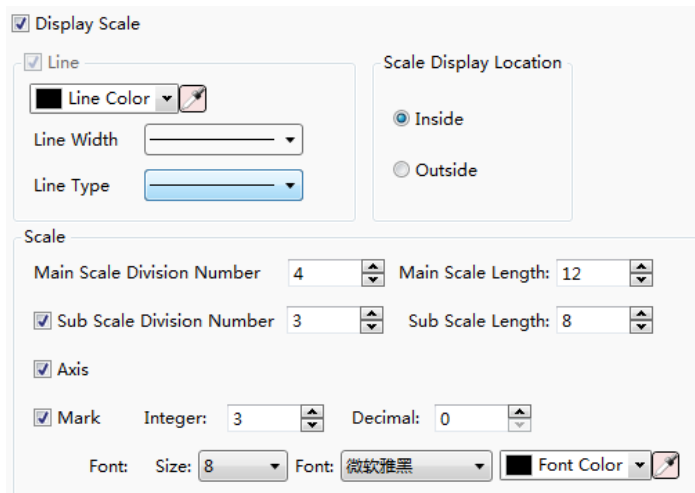 Display Scale
Line
Scale Display Location
Line Color
Inside
Line Width
Outside
Line Type
Scale
Main Scale Division Number 4 Main Scale Length: 12
Sub Scale Division Number 3 Sub Scale Length: 8
Axis
Mark Integer: 3 Decimal: 0
Font: Size: 8 Font: 微软雅黑 Font Color